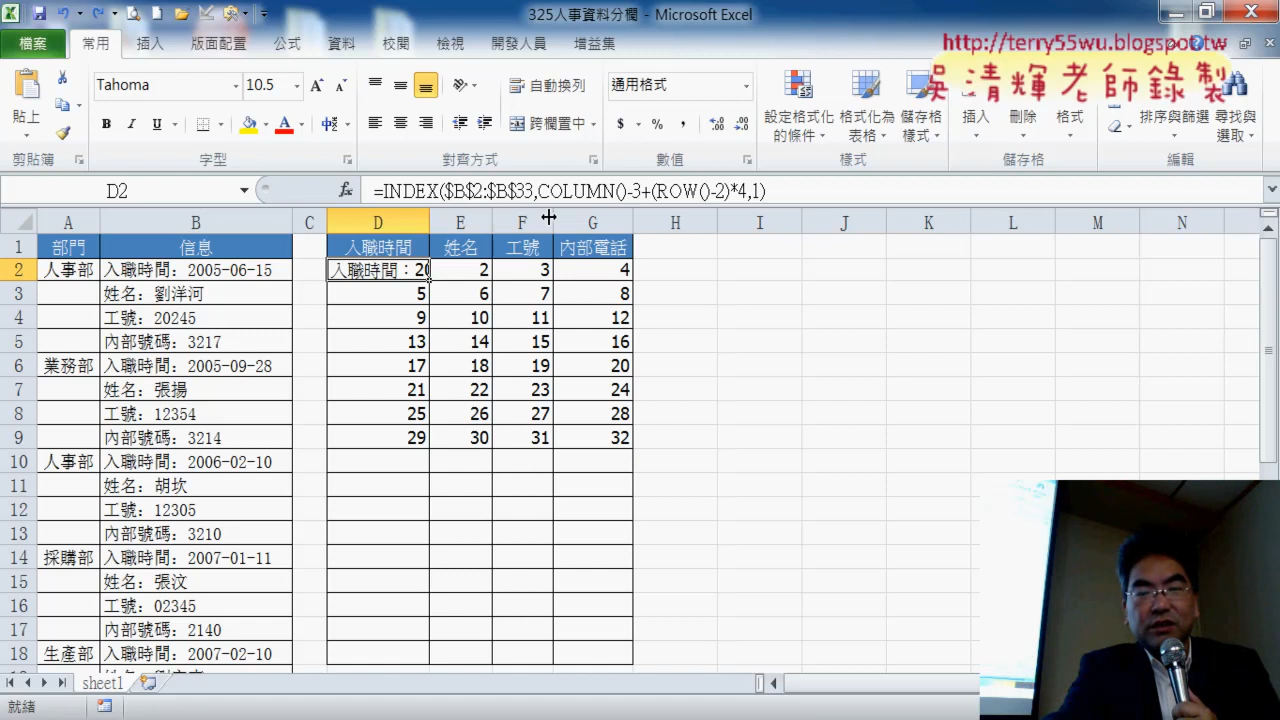 325人事資料分欄 - Microsoft Excel
http://terry55wu.blogspot.tw
吳清輝老師錄製
檔案 常用 插入 版面配置 公式 資料 校閱 檢視 開發人員 增益集
貼上 Tahoma 10.5 自動換列 通用格式 設定格式化的條件 格式化為表格 儲存格樣式 插入 刪除 格式 排序與篩選 尋找與選取
B I U 跨欄置中 $ % ,
剪貼簿 字型 對齊方式 數值 樣式 儲存格 編輯
D2 fx =INDEX($B$2:$B$33,COLUMN()-3+(ROW()-2)*4,1)
A B C D E F G H I J K L M N
1 部門 信息 入職時間 姓名 工號 內部電話
2 人事部 入職時間: 2005-06-15 入職時間：20 2 3 4
3 姓名: 劉洋河 5 6 7 8
4 工號: 20245 9 10 11 12
5 內部號碼: 3217 13 14 15 16
6 業務部 入職時間: 2005-09-28 17 18 19 20
7 姓名: 張揚 21 22 23 24
8 工號: 12354 25 26 27 28
9 內部號碼: 3214 29 30 31 32
10 人事部 入職時間: 2006-02-10
11 姓名: 胡坎
12 工號: 12305
13 內部號碼: 3210
14 採購部 入職時間: 2007-01-11
15 姓名: 張汶
16 工號: 02345
17 內部號碼: 2140
18 生產部 入職時間: 2007-02-10
sheet1
就緒